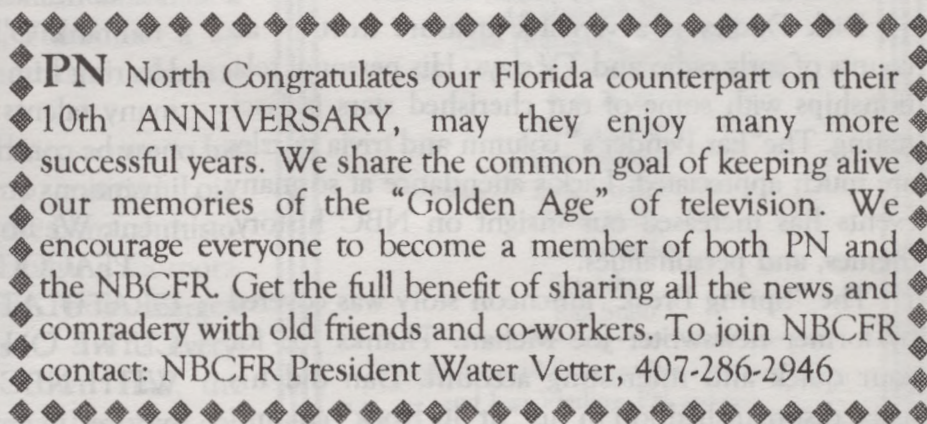 PN North Congratulates our Florida counterpart on their
10th ANNIVERSARY, may they enjoy many more
successful years. We share the common goal of keeping alive
our memories of the “Golden Age” of television. We
encourage everyone to become a member of both PN and
the NBCFR. Get the full benefit of sharing all the news and
comradery with old friends and co-workers. To join NBCFR
contact: NBCFR President Water Vetter, 407-286-2946